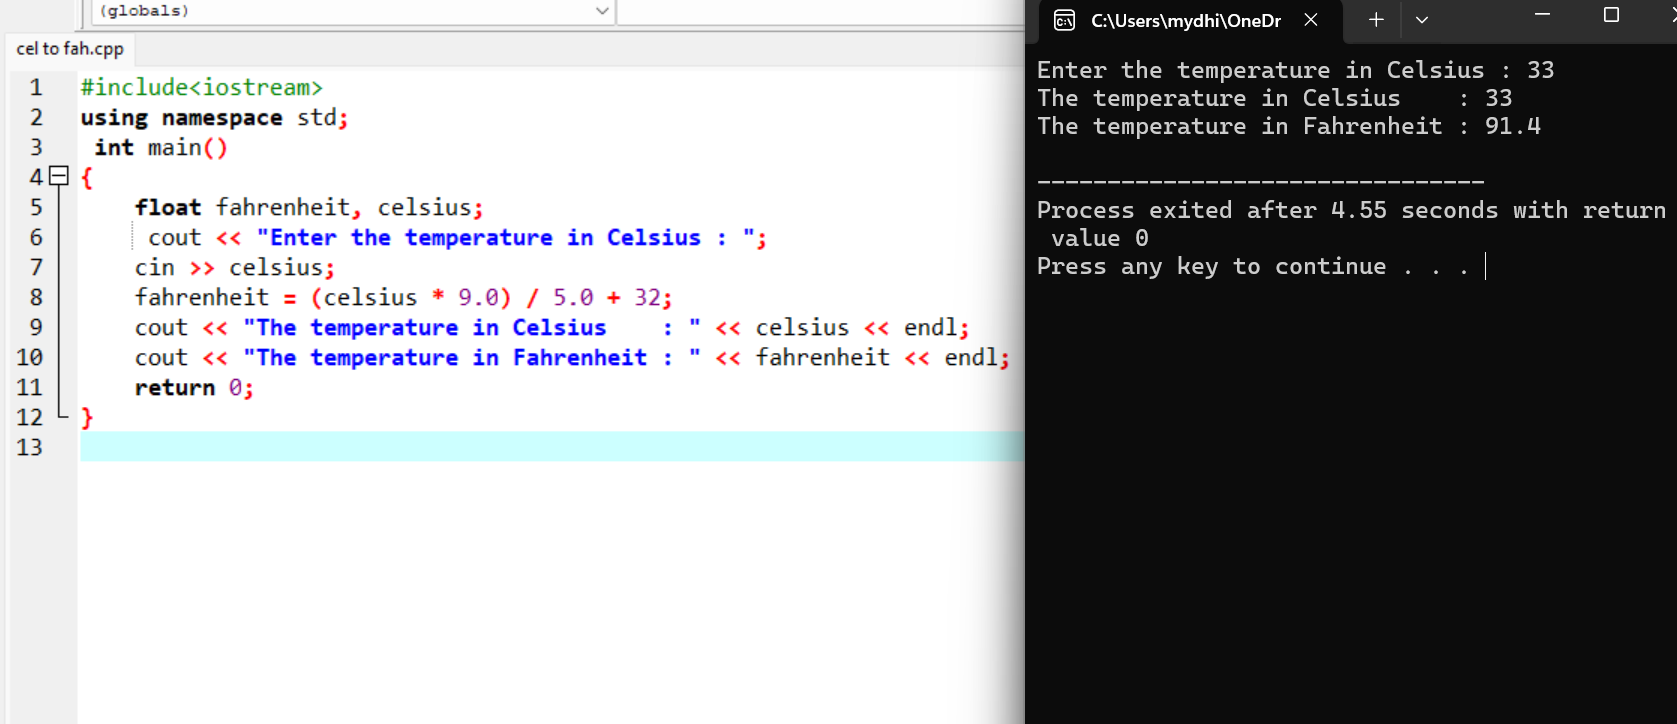 (globals)
cel to fah.cpp
1 #include<iostream>
2 using namespace std;
3 int main()
4 {
5 float fahrenheit, celsius;
6 cout << "Enter the temperature in Celsius : ";
7 cin >> celsius;
8 fahrenheit = (celsius * 9.0) / 5.0 + 32;
9 cout << "The temperature in Celsius    : " << celsius << endl;
10 cout << "The temperature in Fahrenheit : " << fahrenheit << endl;
11 return 0;
12 }
13
C:\Users\mydhi\OneDr
Enter the temperature in Celsius : 33
The temperature in Celsius    : 33
The temperature in Fahrenheit : 91.4
--------------------------------
Process exited after 4.55 seconds with return
value 0
Press any key to continue . . .